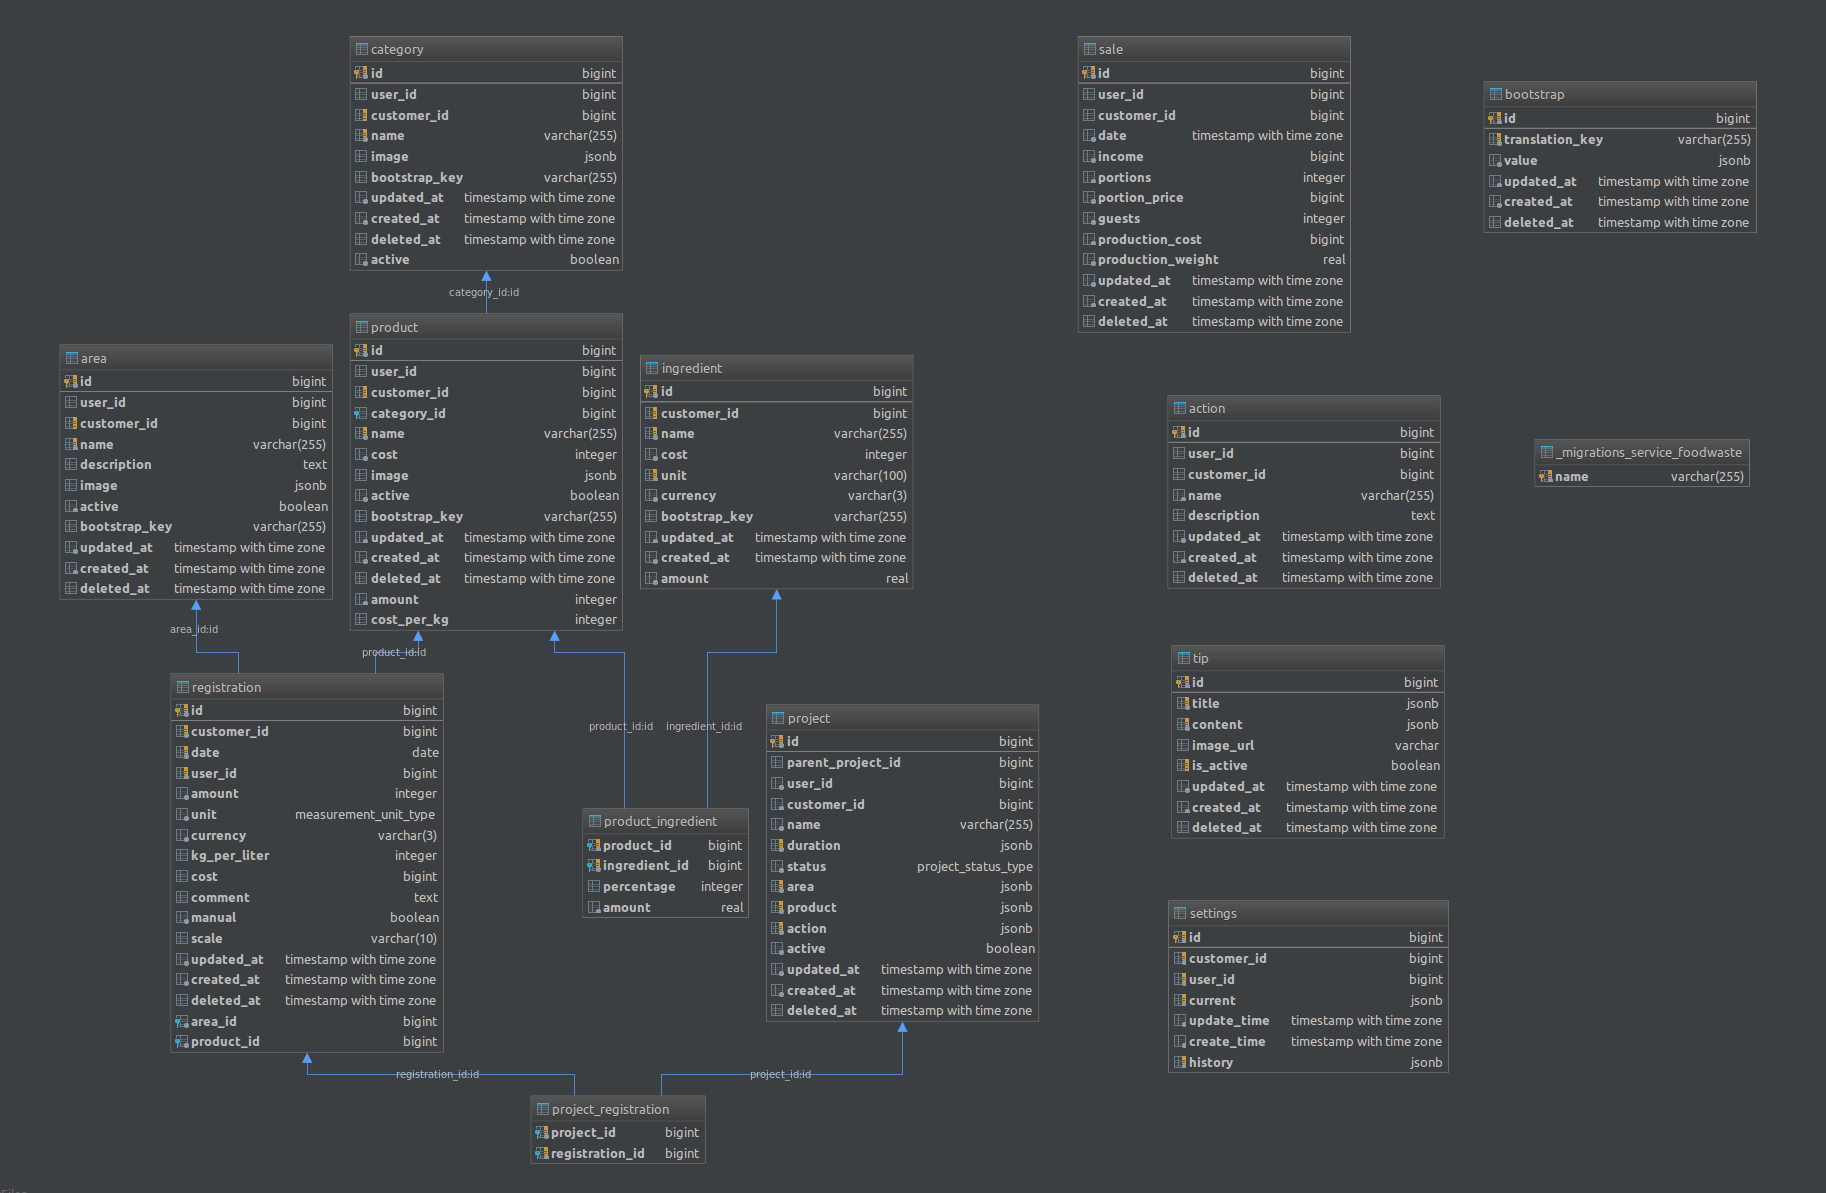 category
id bigint
user_id bigint
customer_id bigint
name varchar(255)
image jsonb
bootstrap_key varchar(255)
updated_at timestamp with time zone
created_at timestamp with time zone
deleted_at timestamp with time zone
active boolean
category_id:id
product
id bigint
user_id bigint
customer_id bigint
category_id bigint
name varchar(255)
cost integer
image jsonb
active boolean
bootstrap_key varchar(255)
updated_at timestamp with time zone
created_at timestamp with time zone
deleted_at timestamp with time zone
amount integer
cost_per_kg integer
area
id bigint
user_id bigint
customer_id bigint
name varchar(255)
description text
image jsonb
active boolean
bootstrap_key varchar(255)
updated_at timestamp with time zone
created_at timestamp with time zone
deleted_at timestamp with time zone
ingredient
id bigint
customer_id bigint
name varchar(255)
cost integer
unit varchar(100)
currency varchar(3)
bootstrap_key varchar(255)
updated_at timestamp with time zone
created_at timestamp with time zone
amount real
area_id:id
product_id:id
registration
id bigint
customer_id bigint
date date
user_id bigint
amount integer
unit measurement_unit_type
currency varchar(3)
kg_per_liter integer
cost bigint
comment text
manual boolean
scale varchar(10)
updated_at timestamp with time zone
created_at timestamp with time zone
deleted_at timestamp with time zone
area_id bigint
product_id bigint
product_id:id
ingredient_id:id
product_ingredient
product_id bigint
ingredient_id bigint
percentage integer
amount real
project
id bigint
parent_project_id bigint
user_id bigint
customer_id bigint
name varchar(255)
duration jsonb
status project_status_type
area jsonb
product jsonb
action jsonb
active boolean
updated_at timestamp with time zone
created_at timestamp with time zone
deleted_at timestamp with time zone
registration_id:id
project_id:id
project_registration
project_id bigint
registration_id bigint
sale
id bigint
user_id bigint
customer_id bigint
date timestamp with time zone
income bigint
portions integer
portion_price bigint
guests integer
production_cost bigint
production_weight real
updated_at timestamp with time zone
created_at timestamp with time zone
deleted_at timestamp with time zone
bootstrap
id bigint
translation_key varchar(255)
value jsonb
updated_at timestamp with time zone
created_at timestamp with time zone
deleted_at timestamp with time zone
action
id bigint
user_id bigint
customer_id bigint
name varchar(255)
description text
updated_at timestamp with time zone
created_at timestamp with time zone
deleted_at timestamp with time zone
_migrations_service_foodwaste
name varchar(255)
tip
id bigint
title jsonb
content jsonb
image_url varchar
is_active boolean
updated_at timestamp with time zone
created_at timestamp with time zone
deleted_at timestamp with time zone
settings
id bigint
customer_id bigint
user_id bigint
current jsonb
update_time timestamp with time zone
create_time timestamp with time zone
history jsonb